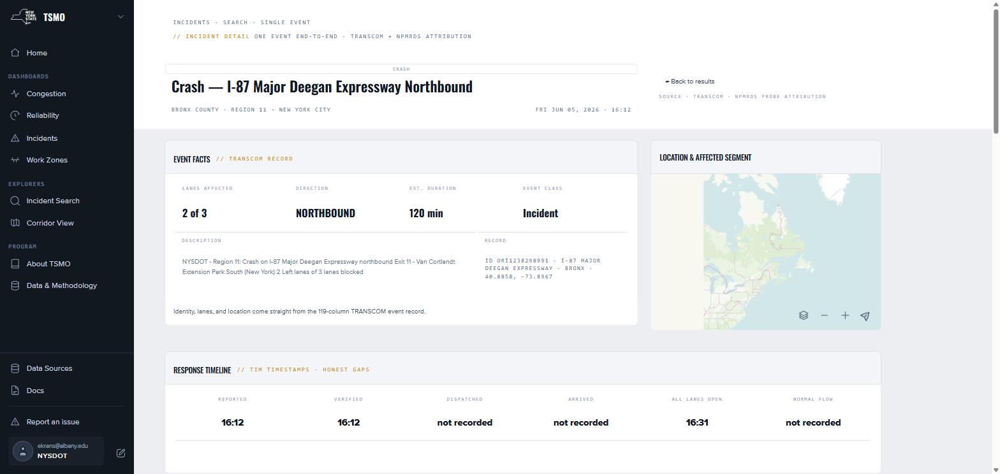 NEW
YORK
STATE
TSMO
Home
DASHBOARDS
Congestion
Reliability
Incidents
Work Zones
EXPLORERS
Incident Search
Corridor View
PROGRAM
About TSMO
Data & Methodology
Data Sources
Docs
Report an issue
ekrans@albany.edu
NYSDOT
INCIDENTS · SEARCH · SINGLE EVENT
// INCIDENT DETAIL ONE EVENT END-TO-END · TRANSCOM + NPMRDS ATTRIBUTION
CRASH
Crash — I-87 Major Deegan Expressway Northbound
BRONX COUNTY · REGION 11 - NEW YORK CITY
FRI JUN 05, 2026 · 16:12
← Back to results
SOURCE · TRANSCOM · NPMRDS PROBE ATTRIBUTION
EVENT FACTS // TRANSCOM RECORD
LANES AFFECTED DIRECTION EST. DURATION EVENT CLASS
2 of 3 NORTHBOUND 120 min Incident
DESCRIPTION
NYSDOT - Region 11: Crash on I-87 Major Deegan Expressway northbound Exit 11 - Van Cortlandt
Extension Park South (New York) 2 Left lanes of 3 lanes blocked
RECORD
ID ORI1238298991 · I-87 MAJOR
DEEGAN EXPRESSWAY · BRONX ·
40.8858, -73.8967
Identity, lanes, and location come straight from the 119-column TRANSCOM event record.
LOCATION & AFFECTED SEGMENT
RESPONSE TIMELINE // TIM TIMESTAMPS · HONEST GAPS
REPORTED VERIFIED DISPATCHED ARRIVED ALL LANES OPEN NORMAL FLOW
16:12 16:12 not recorded not recorded 16:31 not recorded